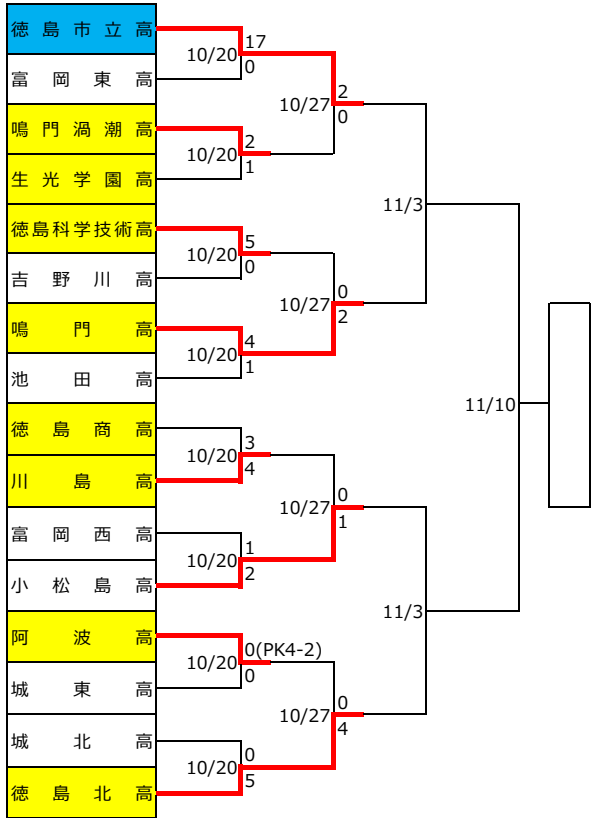 徳島市立高
富岡東高
鳴門渦潮高
生光学園高
徳島科学技術高
吉野川高
鳴門高
池田高
徳島商高
川島高
富岡西高
小松島高
阿波高
城東高
城北高
徳島北高
10/20
17
0
10/20
2
1
10/20
5
0
10/20
4
1
10/20
3
4
10/20
1
2
10/20
0(PK4-2)
0
10/20
0
5
10/27
2
0
10/27
0
2
10/27
0
1
10/27
0
4
11/3
11/3
11/10